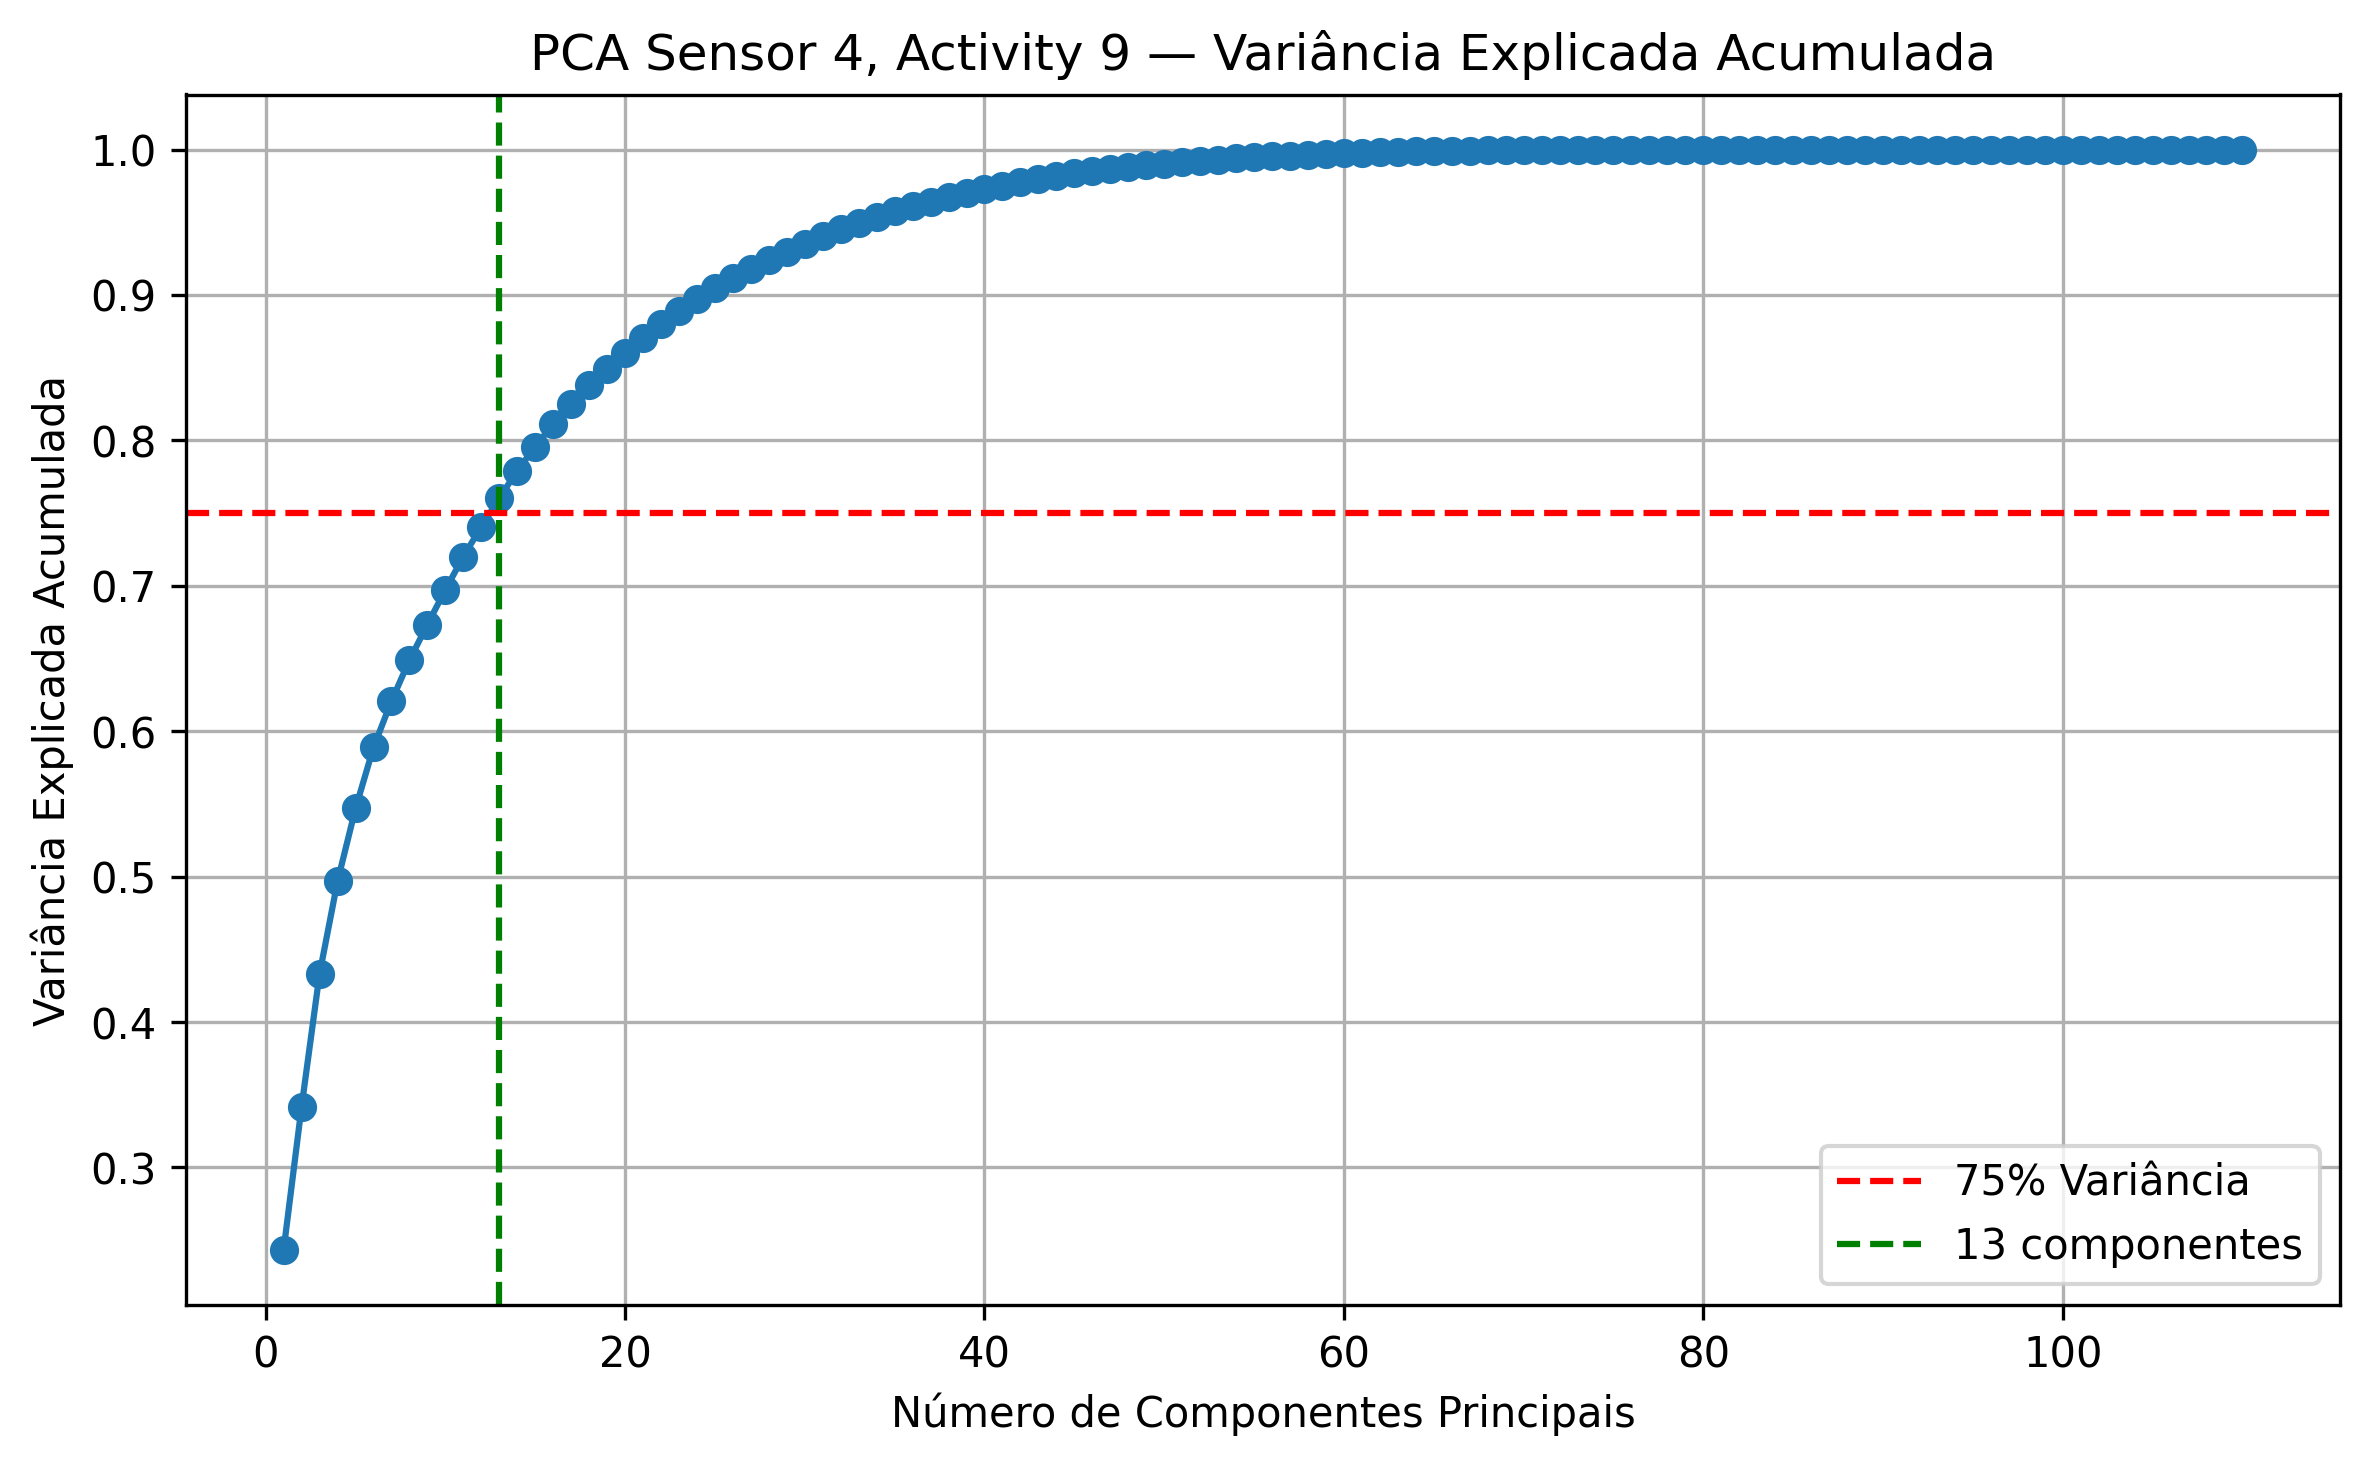 PCA Sensor 4, Activity 9 — Variância Explicada Acumulada
Variância Explicada Acumulada
1.0
0.9
0.8
0.7
0.6
0.5
0.4
0.3
75% Variância
13 componentes
0 20 40 60 80 100
Número de Componentes Principais